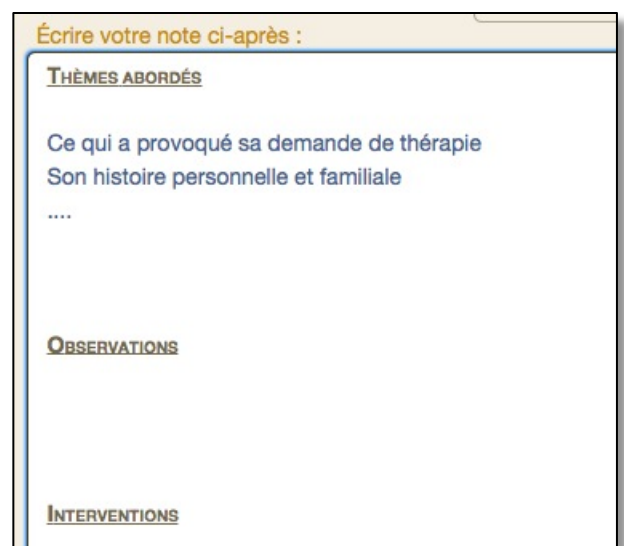 Écrire votre note ci-après :
Thèmes abordés
Ce qui a provoqué sa demande de thérapie
Son histoire personnelle et familiale
....
Observations
Interventions